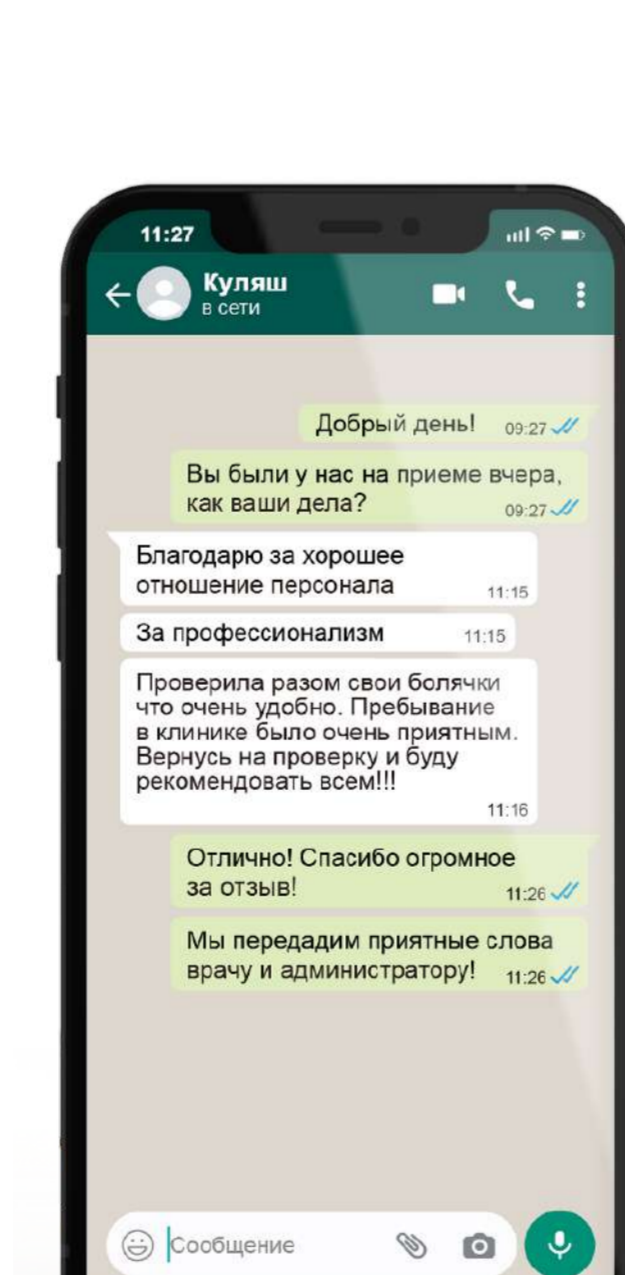 11:27
Куляш
в сети
Добрый день! 09:27
Вы были у нас на приеме вчера,
как ваши дела? 09:27
Благодарю за хорошее
отношение персонала 11:15
За профессионализм 11:15
Проверила разом свои болячки
что очень удобно. Пребывание
в клинике было очень приятным.
Вернусь на проверку и буду
рекомендовать всем!!!
11:16
Отлично! Спасибо огромное
за отзыв! 11:26
Мы передадим приятные слова
врачу и администратору! 11:26
Сообщение